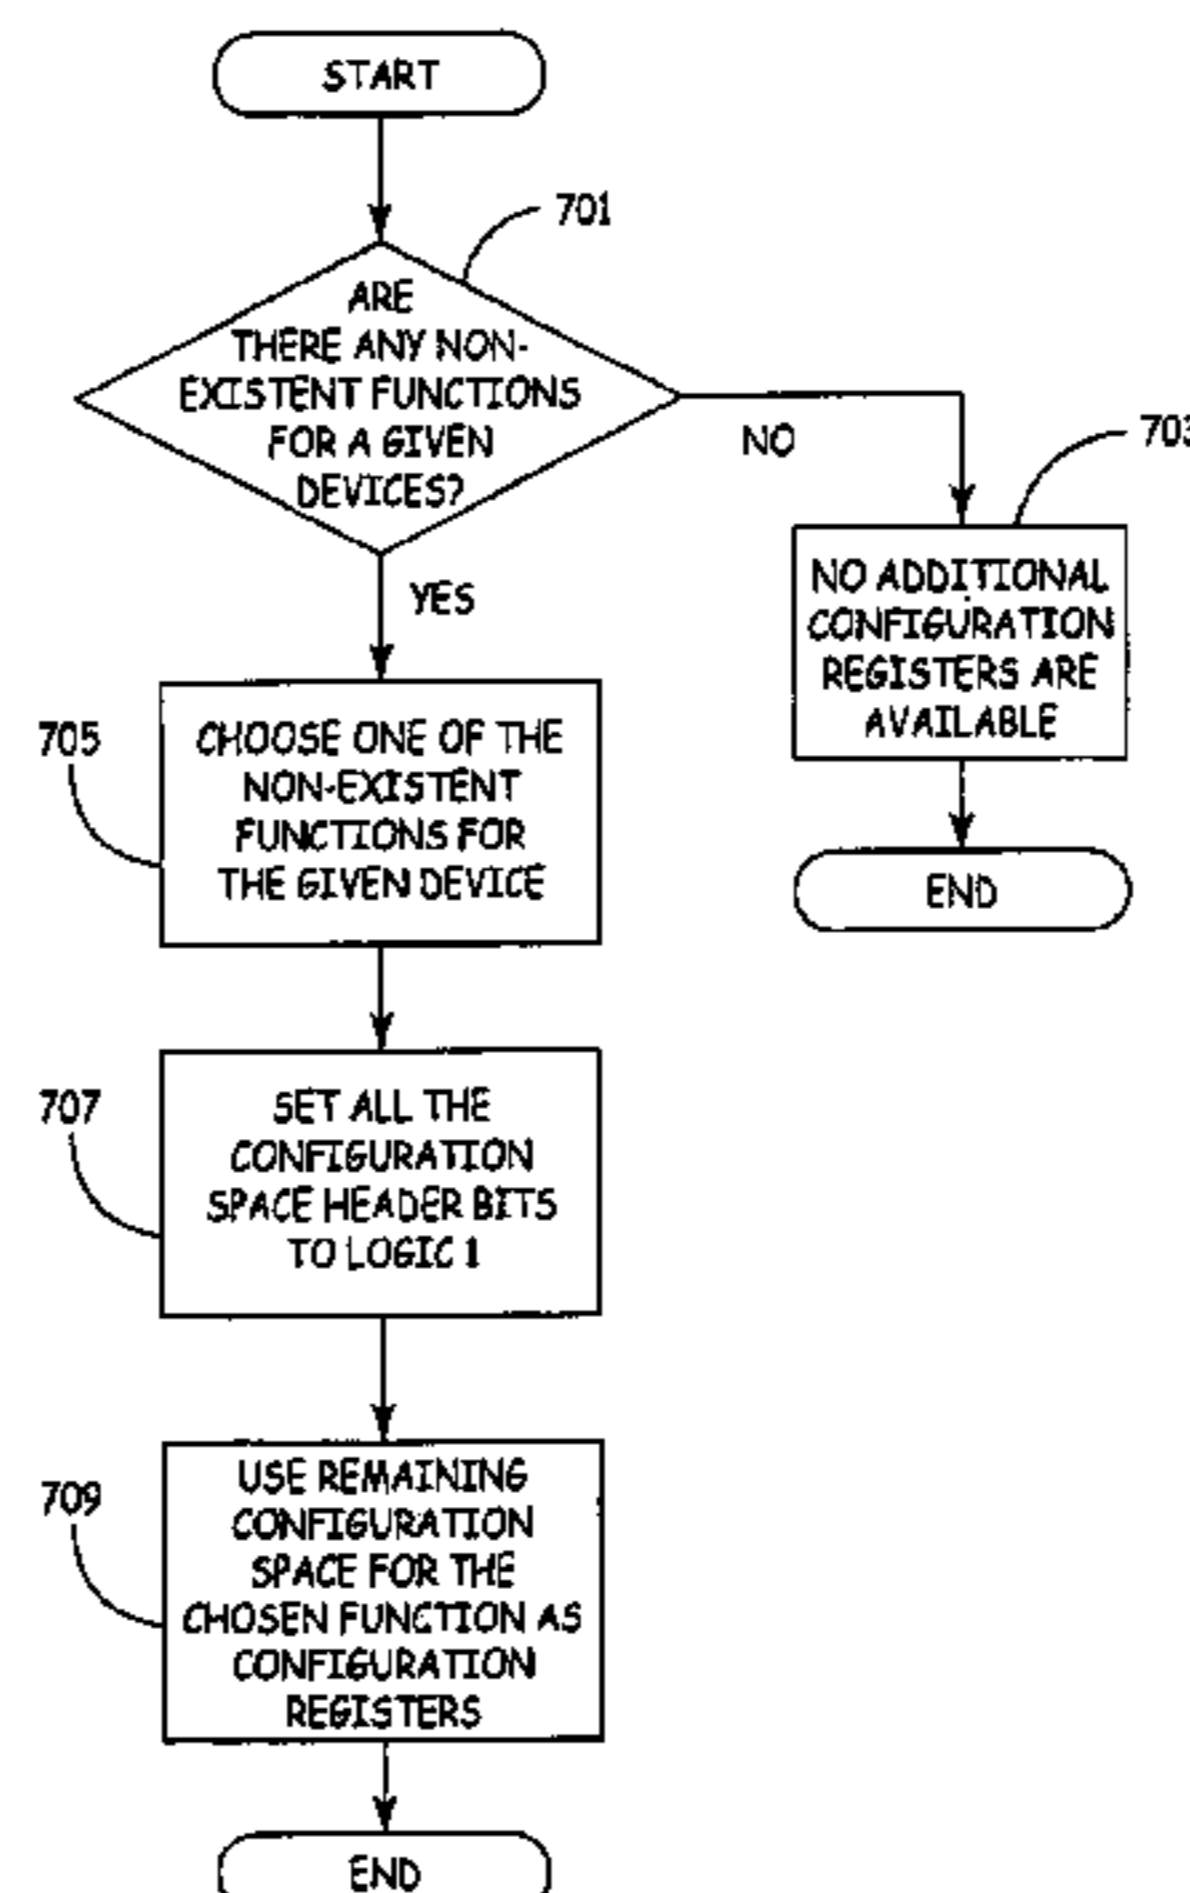 START
701
ARE
THERE ANY NON-
EXISTENT FUNCTIONS
FOR A GIVEN
DEVICES?
NO
YES
703
NO ADDITIONAL
CONFIGURATION
REGISTERS ARE
AVAILABLE
END
705
CHOOSE ONE OF THE
NON-EXISTENT
FUNCTIONS FOR
THE GIVEN DEVICE
707
SET ALL THE
CONFIGURATION
SPACE HEADER BITS
TO LOGIC 1
709
USE REMAINING
CONFIGURATION
SPACE FOR THE
CHOSEN FUNCTION AS
CONFIGURATION
REGISTERS
END